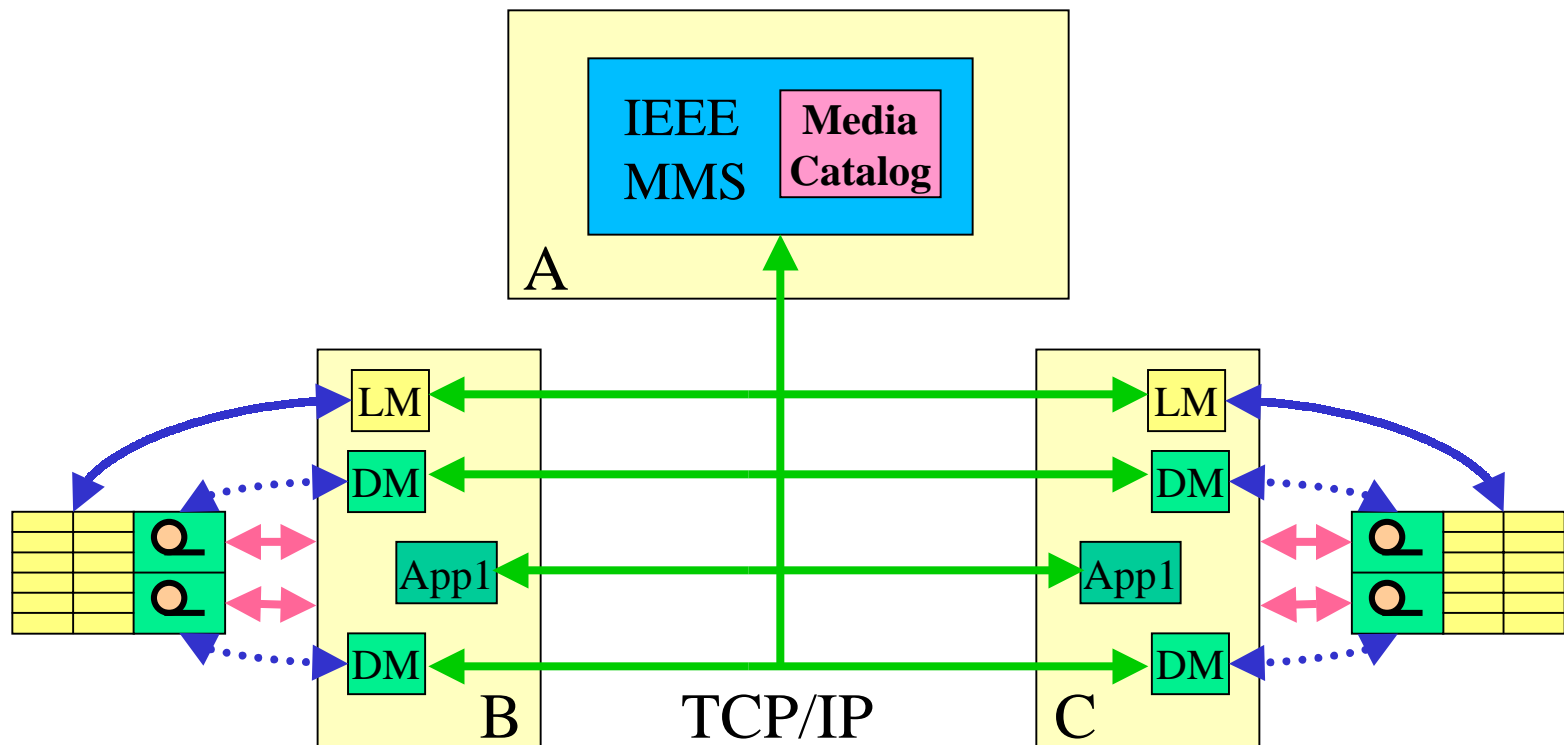 IEEE
MMS
Media
Catalog
A
LM
LM
DM
DM
App1
App1
DM
DM
B
TCP/IP
C